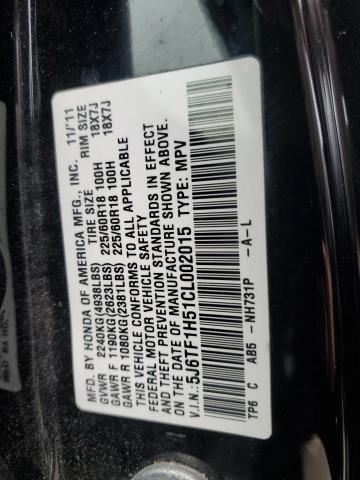 MFD. BY HONDA OF AMERICA MFG., INC. 11/'11
TIRE SIZE RIM SIZE
GVWR 2240KG(4938LBS)
GAWR F 1190KG(2623LBS) 225/60R18 100H 18X7J
GAWR R 1080KG(2381LBS) 225/60R18 100H 18X7J
THIS VEHICLE CONFORMS TO ALL APPLICABLE
FEDERAL MOTOR VEHICLE SAFETY
AND THEFT PREVENTION STANDARDS IN EFFECT
ON THE DATE OF MANUFACTURE SHOWN ABOVE.
V.I.N.: 5J6TF1H51CL002015 TYPE: MPV
TP6 C AB5 - NH731P -A-L